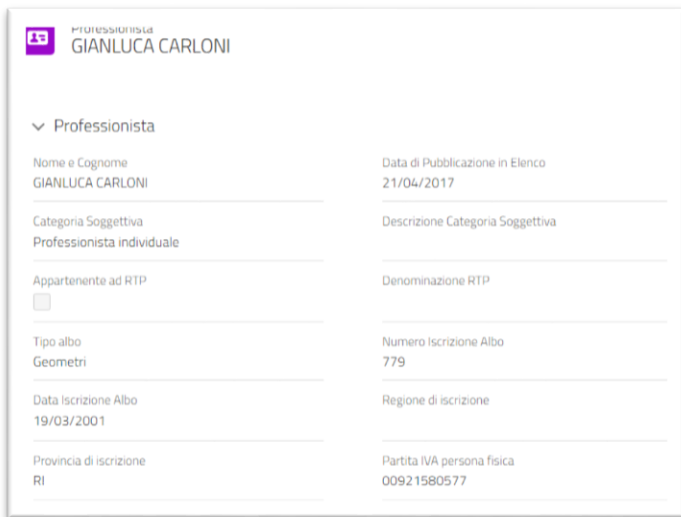 Professionista
GIANLUCA CARLONI
Professionista
Nome e Cognome
GIANLUCA CARLONI
Data di Pubblicazione in Elenco
21/04/2017
Categoria Soggettiva
Professionista individuale
Descrizione Categoria Soggettiva
Appartenente ad RTP
Denominazione RTP
Tipo albo
Geometri
Numero Iscrizione Albo
779
Data Iscrizione Albo
19/03/2001
Regione di iscrizione
Provincia di iscrizione
RI
Partita IVA persona fisica
00921580577